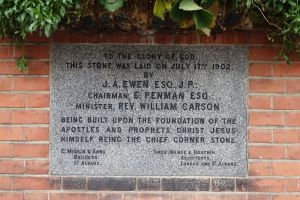 TO THE GLORY OF GOD
THIS STONE WAS LAID ON JULY 17TH 1902
BY
J. A. EWEN ESQ. J.P.
CHAIRMAN, E. PENMAN ESQ.
MINISTER, REV. WILLIAM CARSON
BEING BUILT UPON THE FOUNDATION OF THE
APOSTLES AND PROPHETS, CHRIST JESUS
HIMSELF BEING THE CHIEF CORNER STONE.
C. MISKIN & SONS
BUILDERS,
ST ALBANS.
ARCHITECTS,
LONDON AND ST ALBANS.